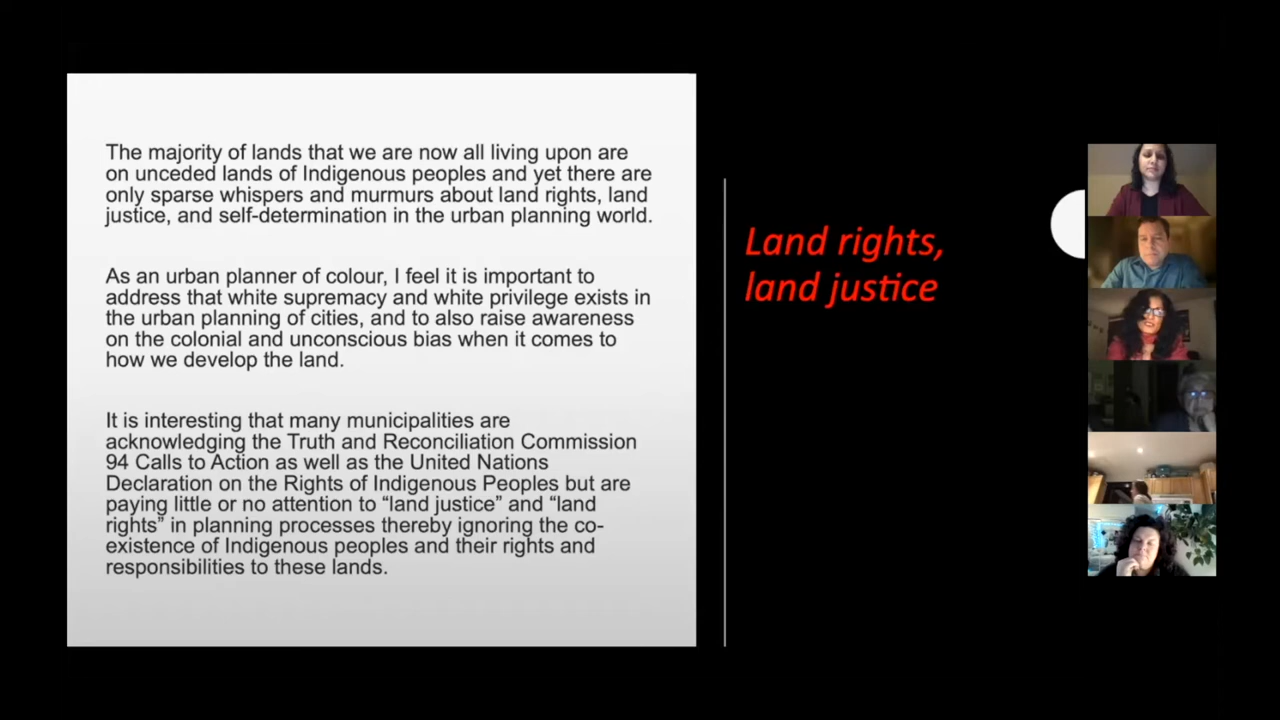 The majority of lands that we are now all living upon are
on unceded lands of Indigenous peoples and yet there are
only sparse whispers and murmurs about land rights, land
justice, and self-determination in the urban planning world.
As an urban planner of colour, I feel it is important to
address that white supremacy and white privilege exists in
the urban planning of cities, and to also raise awareness
on the colonial and unconscious bias when it comes to
how we develop the land.
It is interesting that many municipalities are
acknowledging the Truth and Reconciliation Commission
94 Calls to Action as well as the United Nations
Declaration on the Rights of Indigenous Peoples but are
paying little or no attention to “land justice” and “land
rights” in planning processes thereby ignoring the co-
existence of Indigenous peoples and their rights and
responsibilities to these lands.
Land rights,
land justice